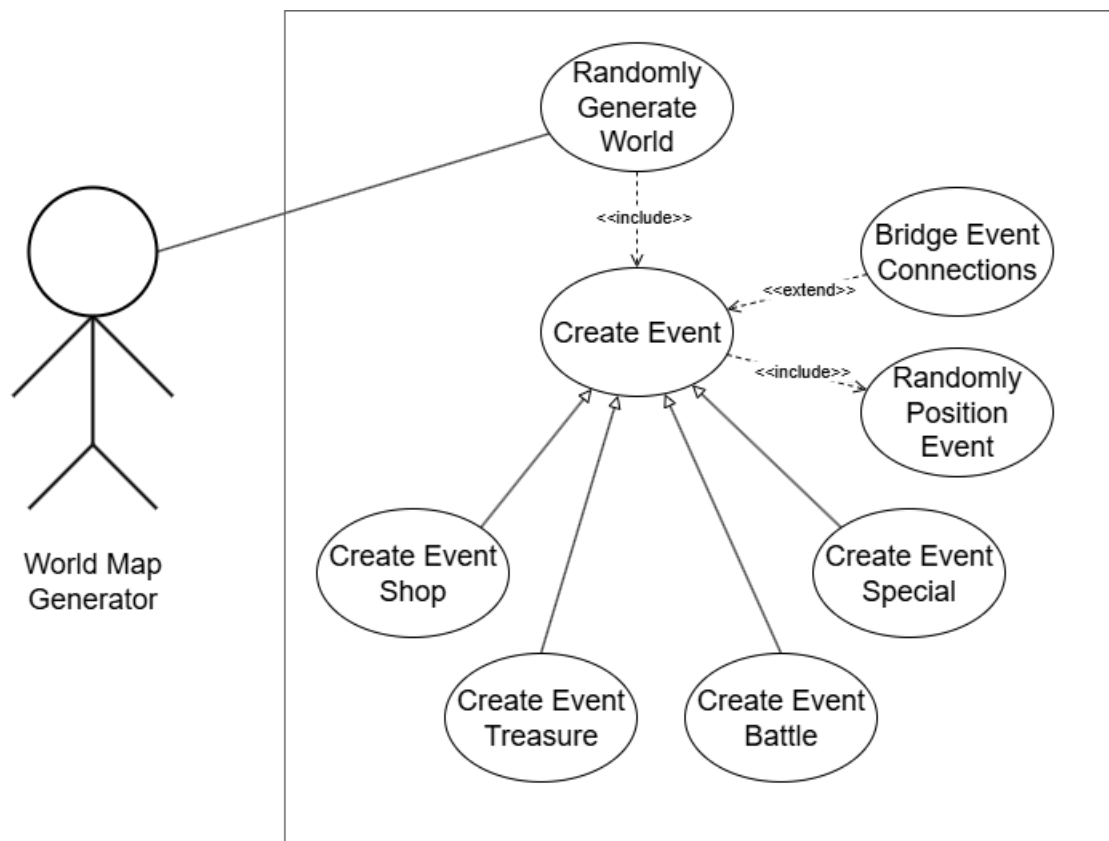 Randomly
Generate
World
<<include>>
Bridge Event
Connections
<<extend>>
Create Event
<<include>>
Randomly
Position
Event
Create Event
Shop
Create Event
Special
World Map
Generator
Create Event
Treasure
Create Event
Battle